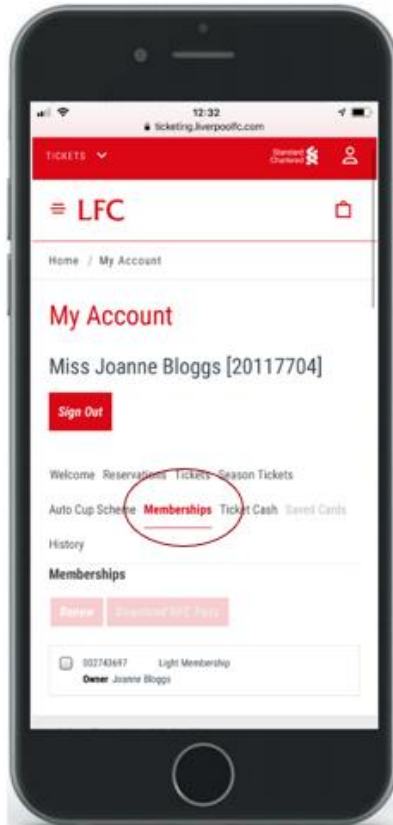 12:32
ticketing.liverpoolfc.com
TICKETS
Standard
Chartered
LFC
Home / My Account
My Account
Miss Joanne Bloggs [20117704]
Sign Out
Welcome Reservations Tickets Season Tickets
Auto Cup Scheme Memberships Ticket Cash Saved Cards
History
Memberships
Renew Download NFC Pass
002743697 Light Membership
Owner Joanne Bloggs